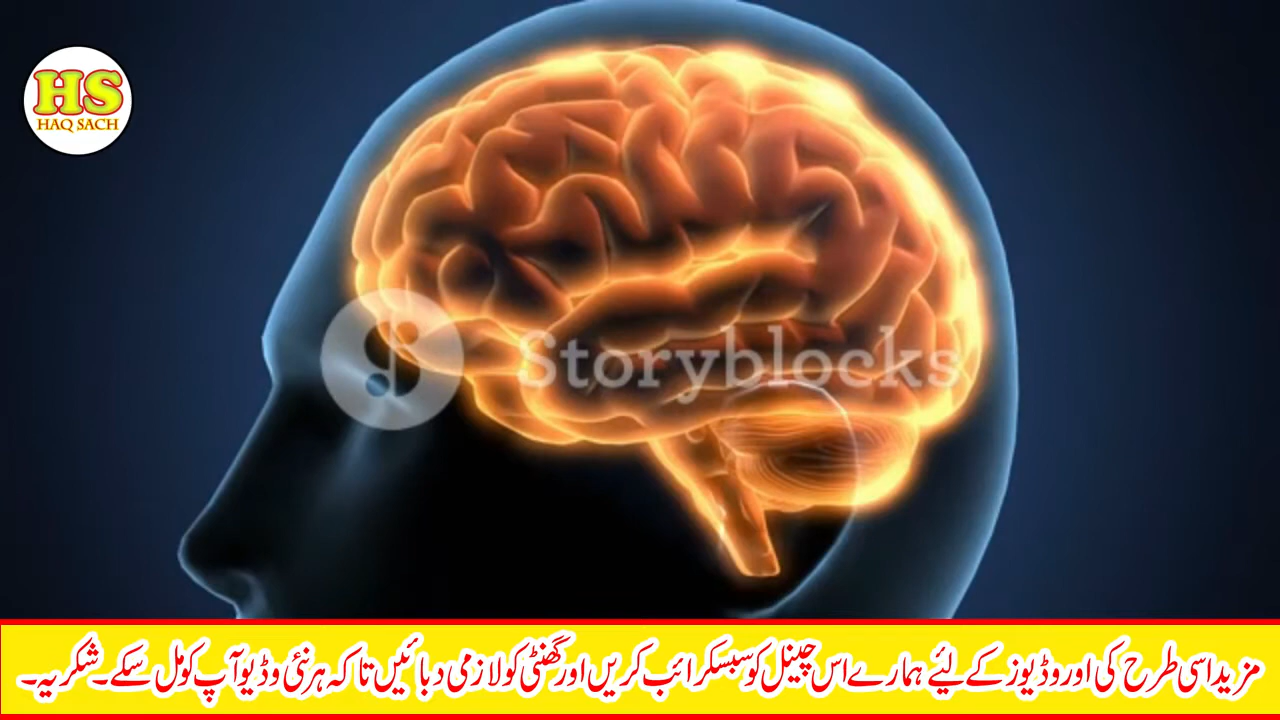 HS
HAQ SACH
Storyblocks
مزید اسی طرح کی اور وڈیوز کے لیئے ہمارے اس چینل کو سبسکرائب کریں اور گھنٹی کو لازمی دبائیں تاکہ ہر نئی وڈیو آپ کو مل سکے۔ شکریہ۔